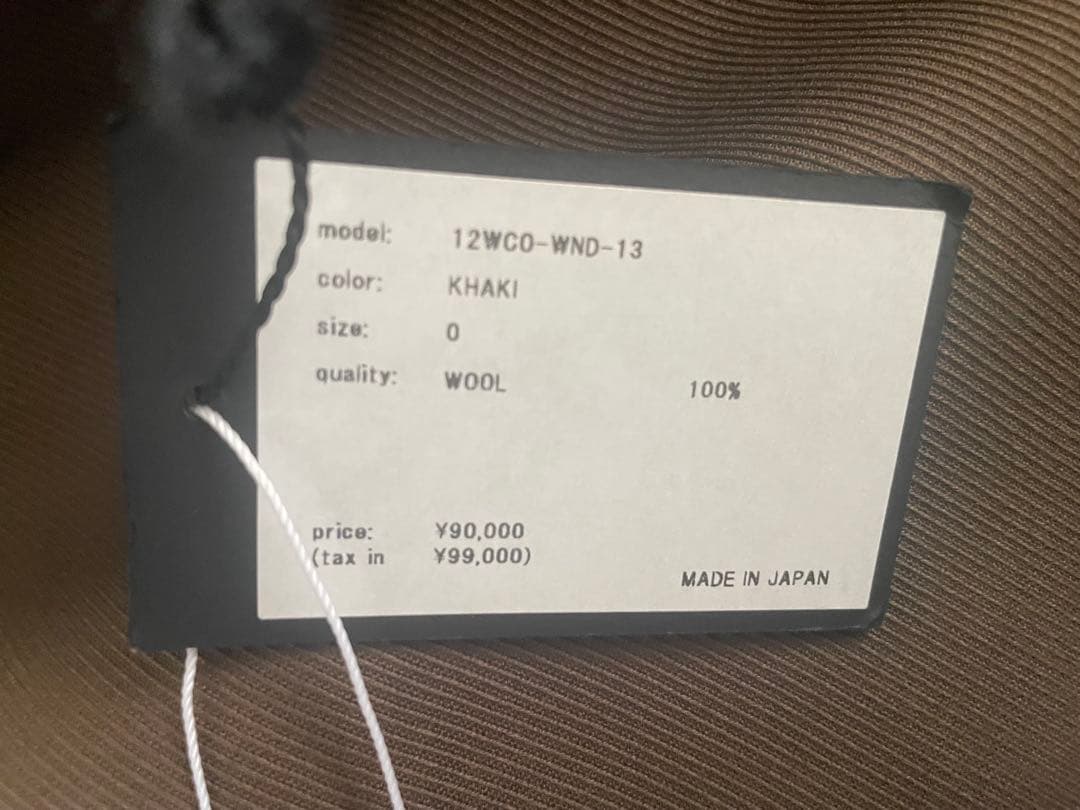 model: 12WCO-WND-13
color: KHAKI
size: 0
quality: WOOL 100%
price: ¥90,000
(tax in ¥99,000)
MADE IN JAPAN